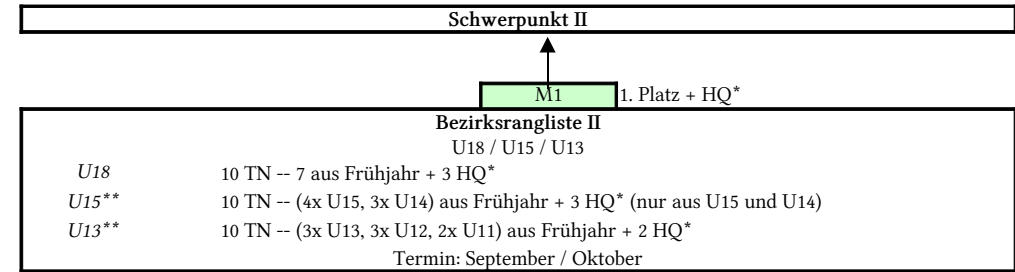 Schwerpunkt II
M1 1. Platz + HQ*
Bezirksrangliste II
U18 / U15 / U13
U18 10 TN -- 7 aus Frühjahr + 3 HQ*
U15** 10 TN -- (4x U15, 3x U14) aus Frühjahr + 3 HQ* (nur aus U15 und U14)
U13** 10 TN -- (3x U13, 3x U12, 2x U11) aus Frühjahr + 2 HQ*
Termin: September / Oktober